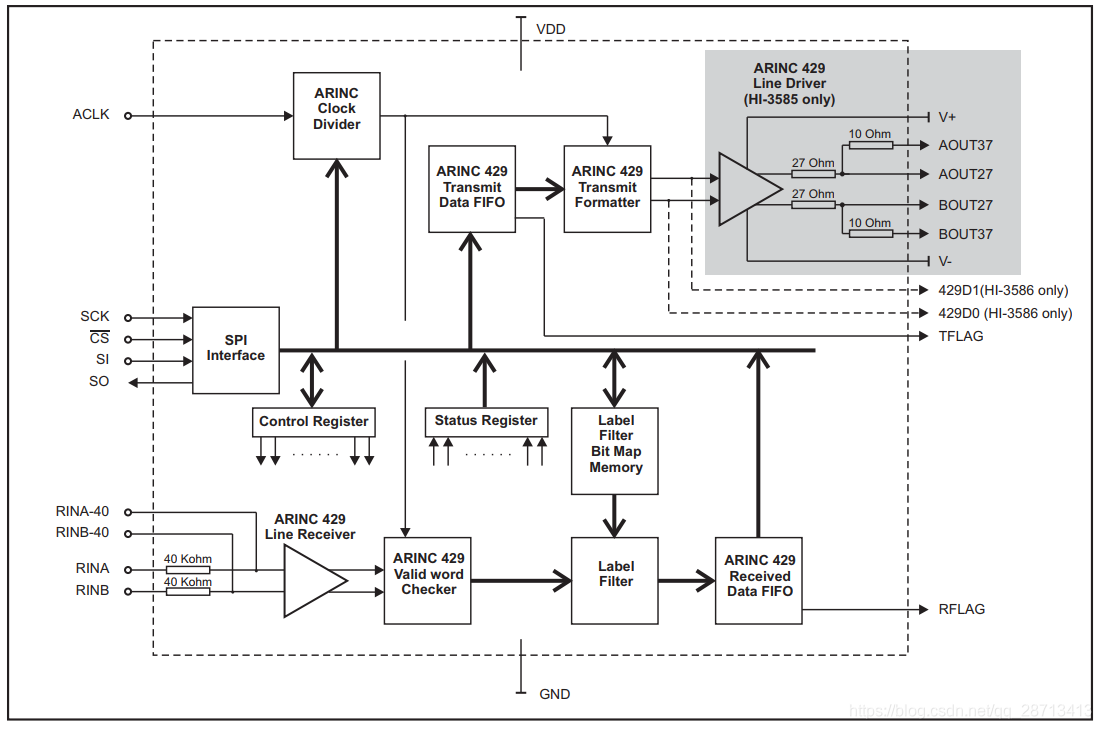 VDD
ARINC 429
Line Driver
(HI-3585 only)
ACLK
ARINC
Clock
Divider
V+
10 Ohm
AOUT37
ARINC 429
Transmit
Data FIFO
ARINC 429
Transmit
Formatter
27 Ohm
AOUT27
27 Ohm
BOUT27
10 Ohm
BOUT37
V-
429D1(HI-3586 only)
429D0 (HI-3586 only)
TFLAG
SCK
CS
SI
SO
SPI
Interface
Control Register
. . . . . .
Status Register
. . . . . .
Label
Filter
Bit Map
Memory
RINA-40
RINB-40
RINA
RINB
40 Kohm
40 Kohm
ARINC 429
Line Receiver
ARINC 429
Valid word
Checker
Label
Filter
ARINC 429
Received
Data FIFO
RFLAG
GND
https://blog.csdn.net/qq_28713413